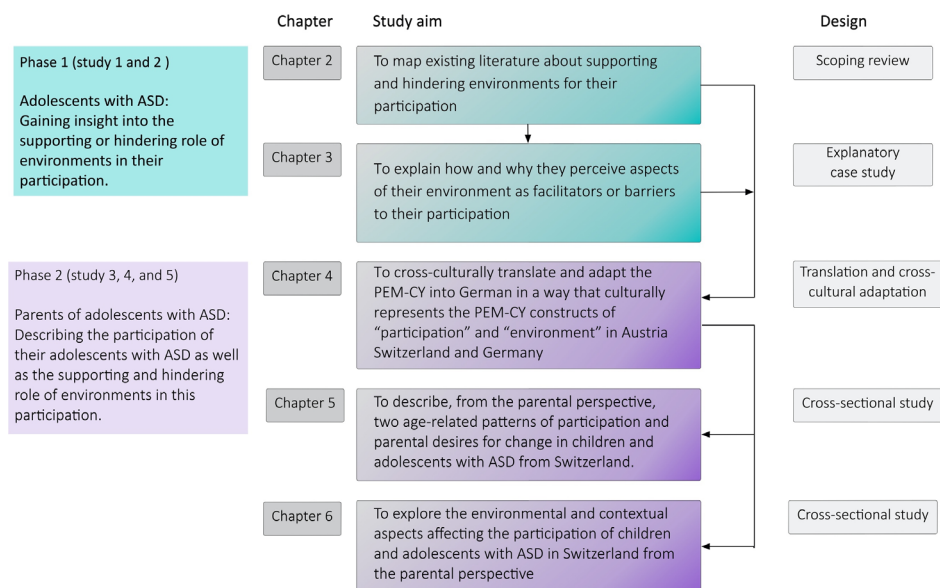 Chapter
Study aim
Design
Phase 1 (study 1 and 2 )
Adolescents with ASD:
Gaining insight into the
supporting or hindering role of
environments in their
participation.
Chapter 2
To map existing literature about supporting
and hindering environments for their
participation
Scoping review
Chapter 3
To explain how and why they perceive aspects
of their environment as facilitators or barriers
to their participation
Explanatory
case study
Phase 2 (study 3, 4, and 5)
Parents of adolescents with ASD:
Describing the participation of
their adolescents with ASD as well
as the supporting and hindering
role of environments in this
participation.
Chapter 4
To cross-culturally translate and adapt the
PEM-CY into German in a way that culturally
represents the PEM-CY constructs of
“participation” and “environment” in Austria
Switzerland and Germany
Translation and cross-
cultural adaptation
Chapter 5
To describe, from the parental perspective,
two age-related patterns of participation and
parental desires for change in children and
adolescents with ASD from Switzerland.
Cross-sectional study
Chapter 6
To explore the environmental and contextual
aspects affecting the participation of children
and adolescents with ASD in Switzerland from
the parental perspective
Cross-sectional study